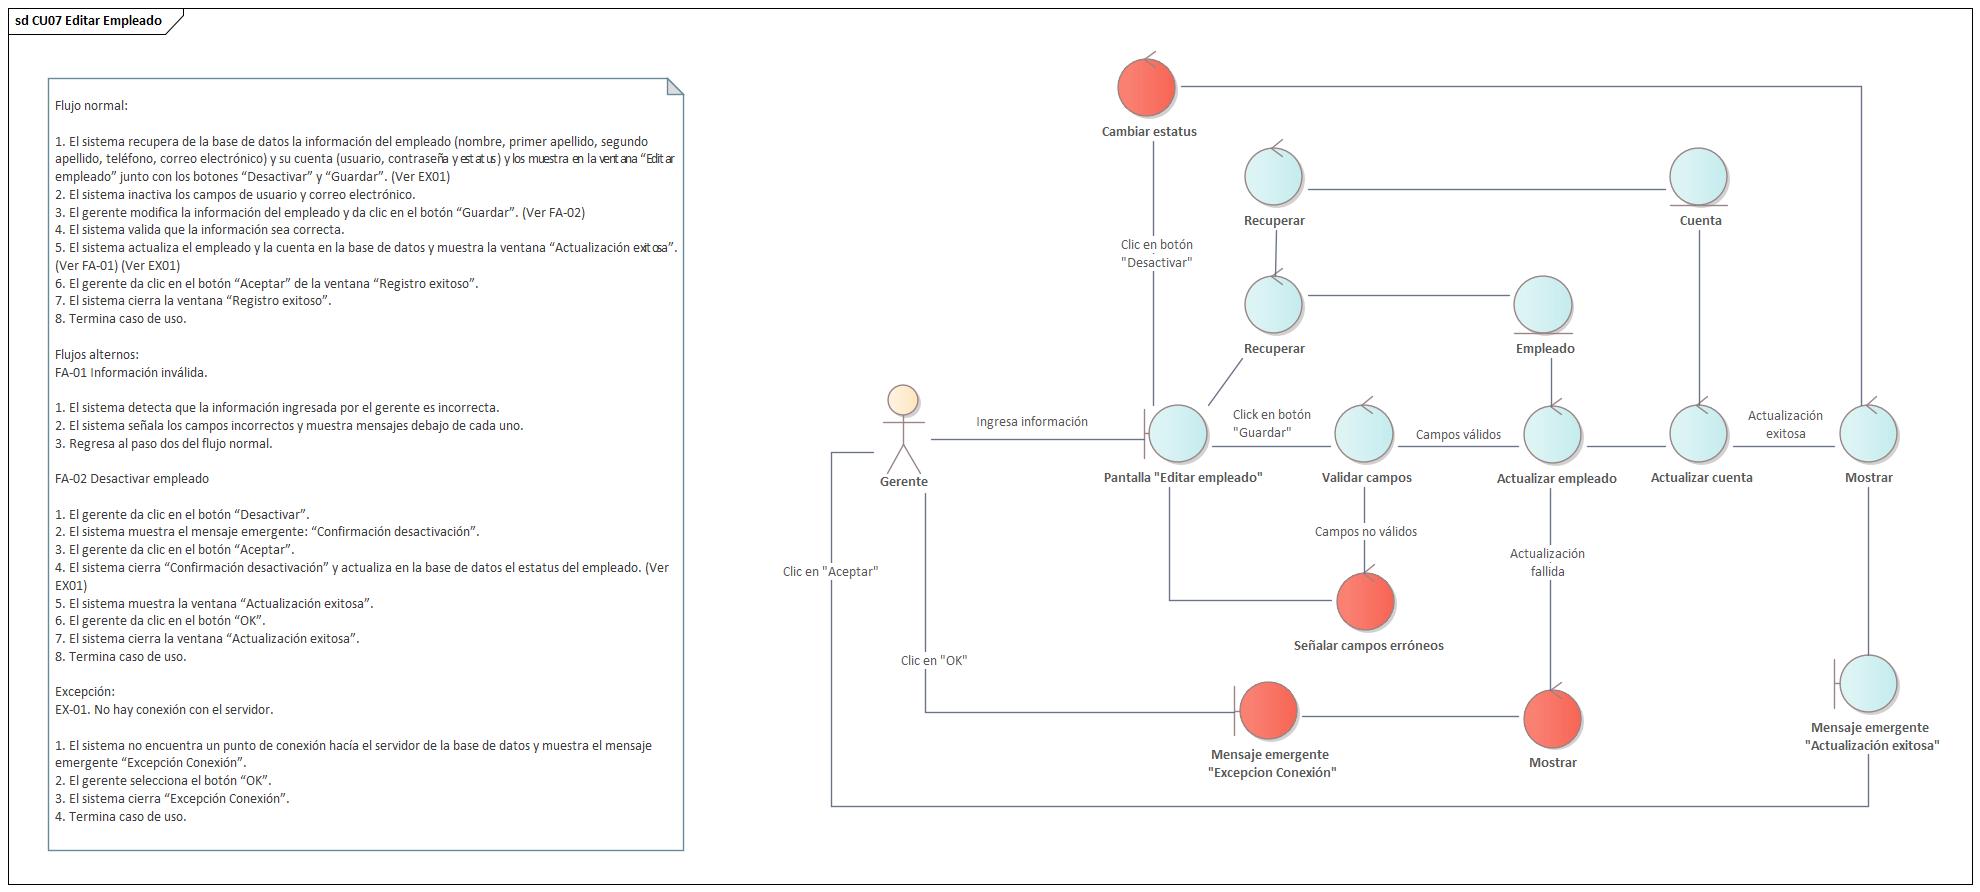 sd CU07 Editar Empleado
Flujo normal:
1. El sistema recupera de la base de datos la información del empleado (nombre, primer apellido, segundo
apellido, teléfono, correo electrónico) y su cuenta (usuario, contraseña y estatus) y los muestra en la ventana “Editar
empleado” junto con los botones “Desactivar” y “Guardar”. (Ver EX01)
2. El sistema inactiva los campos de usuario y correo electrónico.
3. El gerente modifica la información del empleado y da clic en el botón “Guardar”. (Ver FA-02)
4. El sistema valida que la información sea correcta.
5. El sistema actualiza el empleado y la cuenta en la base de datos y muestra la ventana “Actualización exitosa”.
(Ver FA-01) (Ver EX01)
6. El gerente da clic en el botón “Aceptar” de la ventana “Registro exitoso”.
7. El sistema cierra la ventana “Registro exitoso”.
8. Termina caso de uso.
Flujos alternos:
FA-01 Información inválida.
1. El sistema detecta que la información ingresada por el gerente es incorrecta.
2. El sistema señala los campos incorrectos y muestra mensajes debajo de cada uno.
3. Regresa al paso dos del flujo normal.
FA-02 Desactivar empleado
1. El gerente da clic en el botón “Desactivar”.
2. El sistema muestra el mensaje emergente: “Confirmación desactivación”.
3. El gerente da clic en el botón “Aceptar”.
4. El sistema cierra “Confirmación desactivación” y actualiza en la base de datos el estatus del empleado. (Ver
EX01)
5. El sistema muestra la ventana “Actualización exitosa”.
6. El gerente da clic en el botón “OK”.
7. El sistema cierra la ventana “Actualización exitosa”.
8. Termina caso de uso.
Excepción:
EX-01. No hay conexión con el servidor.
1. El sistema no encuentra un punto de conexión hacía el servidor de la base de datos y muestra el mensaje
emergente “Excepción Conexión”.
2. El gerente selecciona el botón “OK”.
3. El sistema cierra “Excepción Conexión”.
4. Termina caso de uso.
Cambiar estatus
Recuperar
Cuenta
Clic en botón
"Desactivar"
Recuperar
Empleado
Ingresa información
Click en botón
"Guardar"
Campos válidos
Actualización
exitosa
Gerente
Pantalla "Editar empleado"
Validar campos
Actualizar empleado
Actualizar cuenta
Mostrar
Campos no válidos
Actualización
fallida
Clic en "Aceptar"
Señalar campos erróneos
Clic en "OK"
Mensaje emergente
"Actualización exitosa"
Mensaje emergente
"Excepcion Conexión"
Mostrar